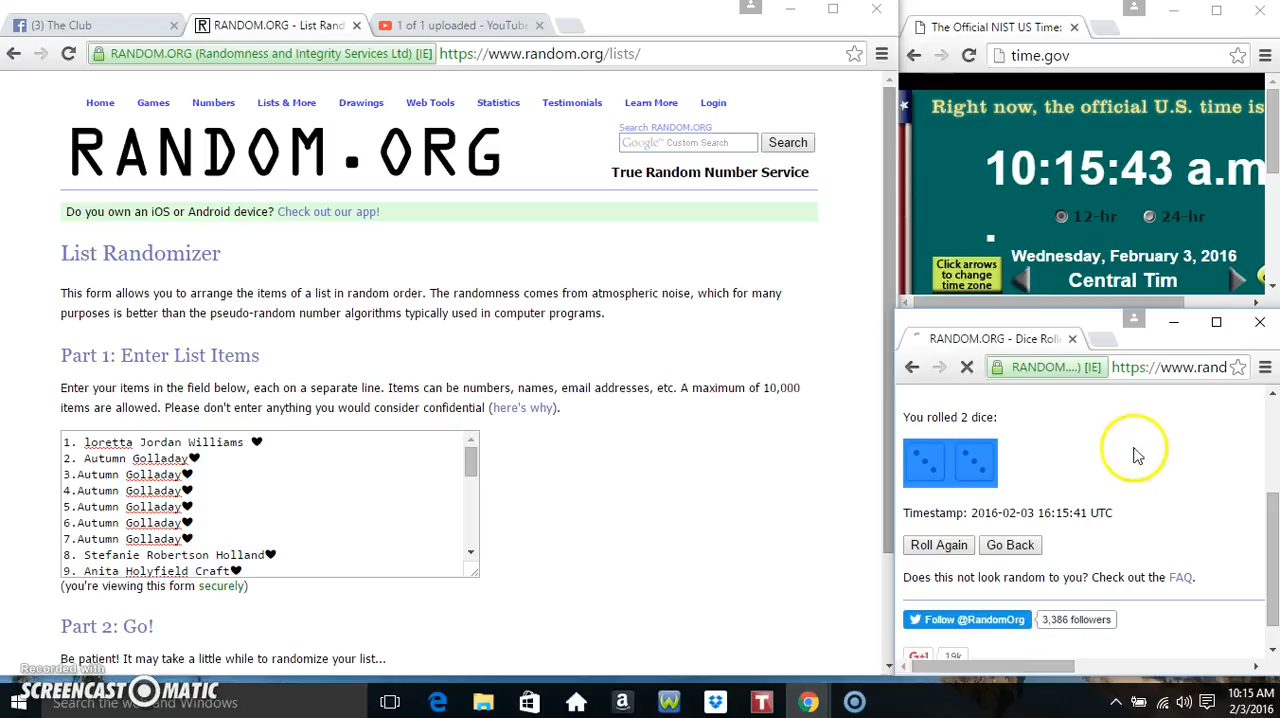 (3) The Club
RANDOM.ORG - List Rand
1 of 1 uploaded - YouTube
RANDOM.ORG (Randomness and Integrity Services Ltd) [IE]
https://www.random.org/lists/
Home
Games
Numbers
Lists & More
Drawings
Web Tools
Statistics
Testimonials
Learn More
Login
RANDOM.ORG
Search RANDOM.ORG
Google™ Custom Search
Search
True Random Number Service
Do you own an iOS or Android device? Check out our app!
List Randomizer
This form allows you to arrange the items of a list in random order. The randomness comes from atmospheric noise, which for many
purposes is better than the pseudo-random number algorithms typically used in computer programs.
Part 1: Enter List Items
Enter your items in the field below, each on a separate line. Items can be numbers, names, email addresses, etc. A maximum of 10,000
items are allowed. Please don't enter anything you would consider confidential (here's why).
1. loretta Jordan Williams ♥
2. Autumn Golladay♥
3.Autumn Golladay♥
4.Autumn Golladay♥
5.Autumn Golladay♥
6.Autumn Golladay♥
7.Autumn Golladay♥
8. Stefanie Robertson Holland♥
9. Anita Holyfield Craft♥
(you're viewing this form securely)
Part 2: Go!
Be patient! It may take a little while to randomize your list...
The Official NIST US Time:
time.gov
Right now, the official U.S. time is
10:15:43 a.m
12-hr
24-hr
Wednesday, February 3, 2016
Click arrows
to change
time zone
Central Tim
RANDOM.ORG - Dice Roll
RANDOM....) [IE]
https://www.rand
You rolled 2 dice:
Timestamp: 2016-02-03 16:15:41 UTC
Roll Again
Go Back
Does this not look random to you? Check out the FAQ.
Follow @RandomOrg
3,386 followers
G+1
19k
Recorded with
SCREENCAST-O-MATIC
Search the web and Windows
10:15 AM
2/3/2016